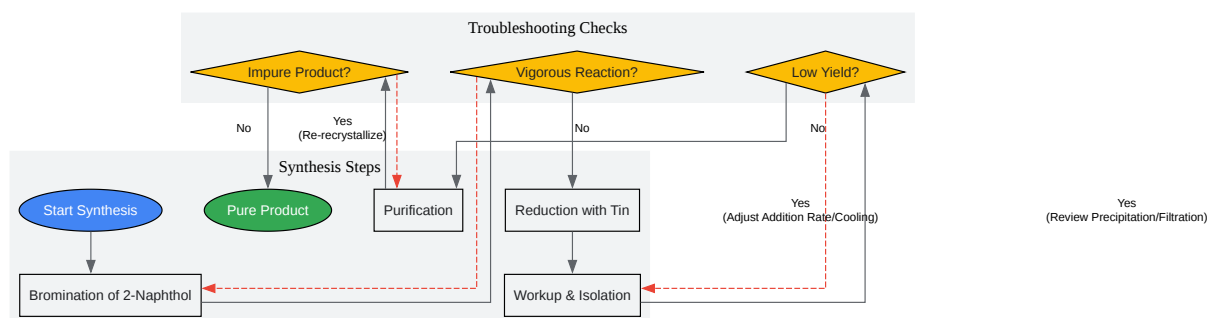 Troubleshooting Checks
Impure Product?
Vigorous Reaction?
Low Yield?
No
Yes
(Re-recrystallize)
No
No
Synthesis Steps
Start Synthesis
Pure Product
Purification
Reduction with Tin
Yes
(Adjust Addition Rate/Cooling)
Yes
(Review Precipitation/Filtration)
Bromination of 2-Naphthol
Workup & Isolation